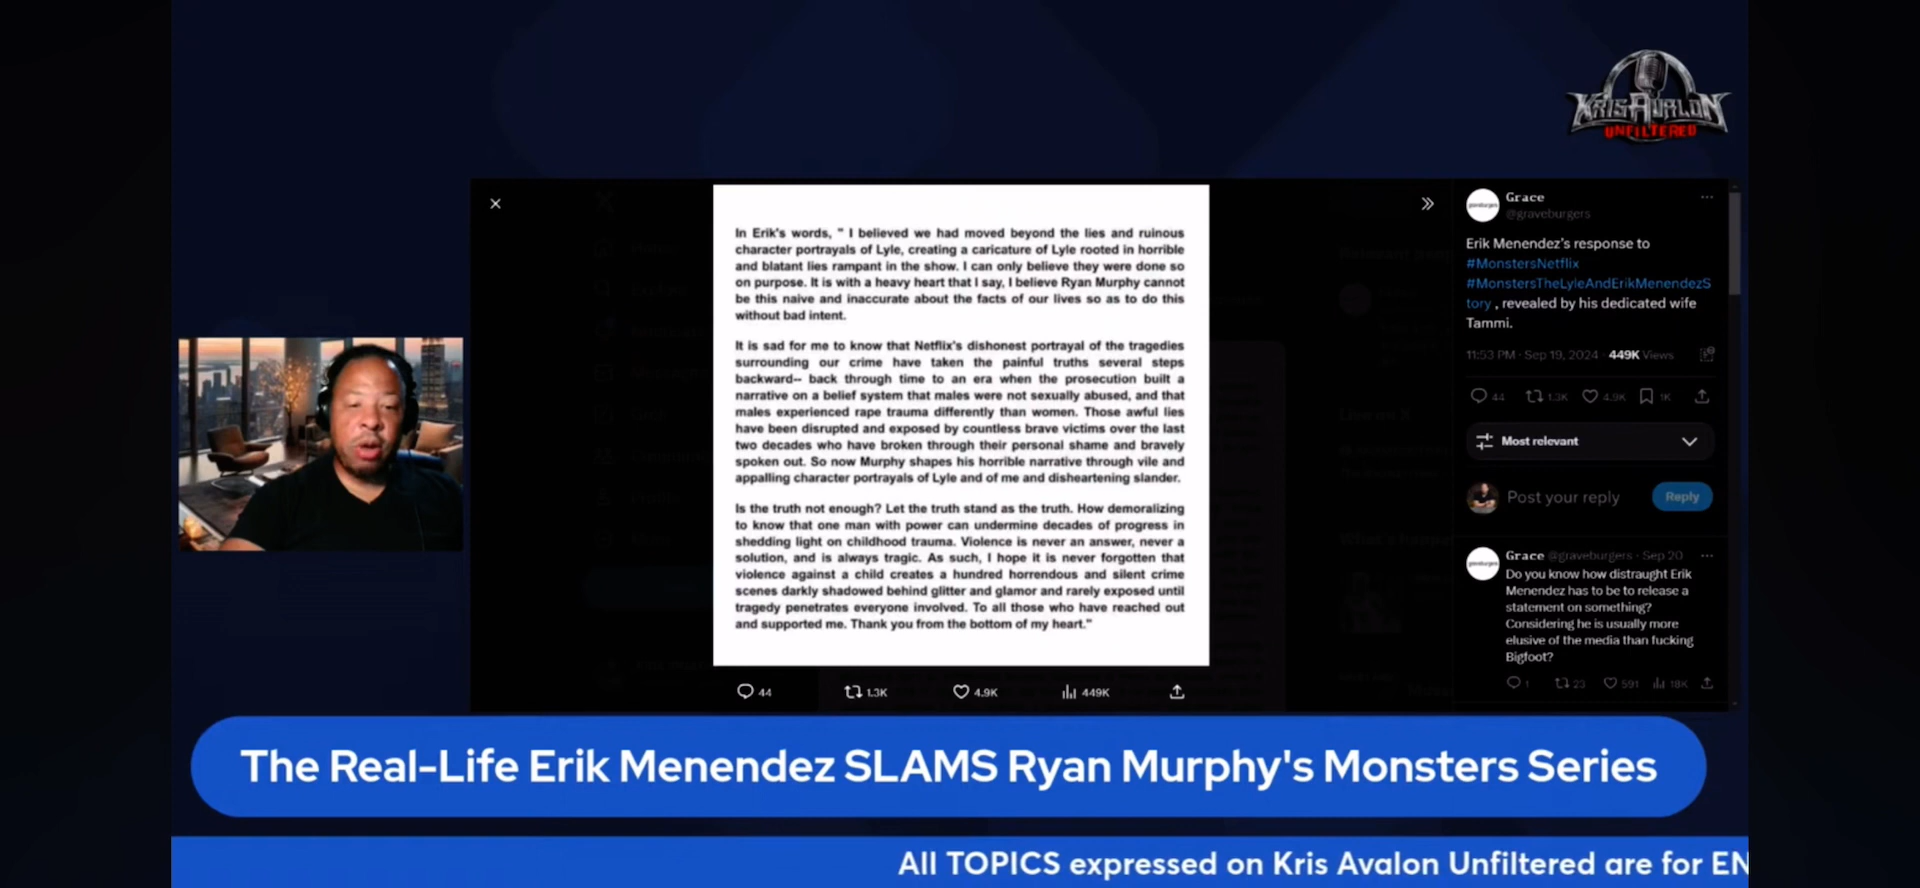 KRIS AVALON
UNFILTERED
In Erik's words, " I believed we had moved beyond the lies and ruinous
character portrayals of Lyle, creating a caricature of Lyle rooted in horrible
and blatant lies rampant in the show. I can only believe they were done so
on purpose. It is with a heavy heart that I say, I believe Ryan Murphy cannot
be this naive and inaccurate about the facts of our lives so as to do this
without bad intent.
It is sad for me to know that Netflix's dishonest portrayal of the tragedies
surrounding our crime have taken the painful truths several steps
backward-- back through time to an era when the prosecution built a
narrative on a belief system that males were not sexually abused, and that
males experienced rape trauma differently than women. Those awful lies
have been disrupted and exposed by countless brave victims over the last
two decades who have broken through their personal shame and bravely
spoken out. So now Murphy shapes his horrible narrative through vile and
appalling character portrayals of Lyle and of me and disheartening slander.
Is the truth not enough? Let the truth stand as the truth. How demoralizing
to know that one man with power can undermine decades of progress in
shedding light on childhood trauma. Violence is never an answer, never a
solution, and is always tragic. As such, I hope it is never forgotten that
violence against a child creates a hundred horrendous and silent crime
scenes darkly shadowed behind glitter and glamor and rarely exposed until
tragedy penetrates everyone involved. To all those who have reached out
and supported me. Thank you from the bottom of my heart."
44 1.3K 4.9K 449K
Grace
@graveburgers
Erik Menendez's response to
#MonstersNetflix
#MonstersTheLyleAndErikMenendezS
tory , revealed by his dedicated wife
Tammi.
11:53 PM · Sep 19, 2024 · 449K Views
44 1.3K 4.9K 1K
Most relevant
Post your reply
Reply
Grace @graveburgers · Sep 20
Do you know how distraught Erik
Menendez has to be to release a
statement on something?
Considering he is usually more
elusive of the media than fucking
Bigfoot?
1 23 591 18K
The Real-Life Erik Menendez SLAMS Ryan Murphy's Monsters Series
All TOPICS expressed on Kris Avalon Unfiltered are for EN